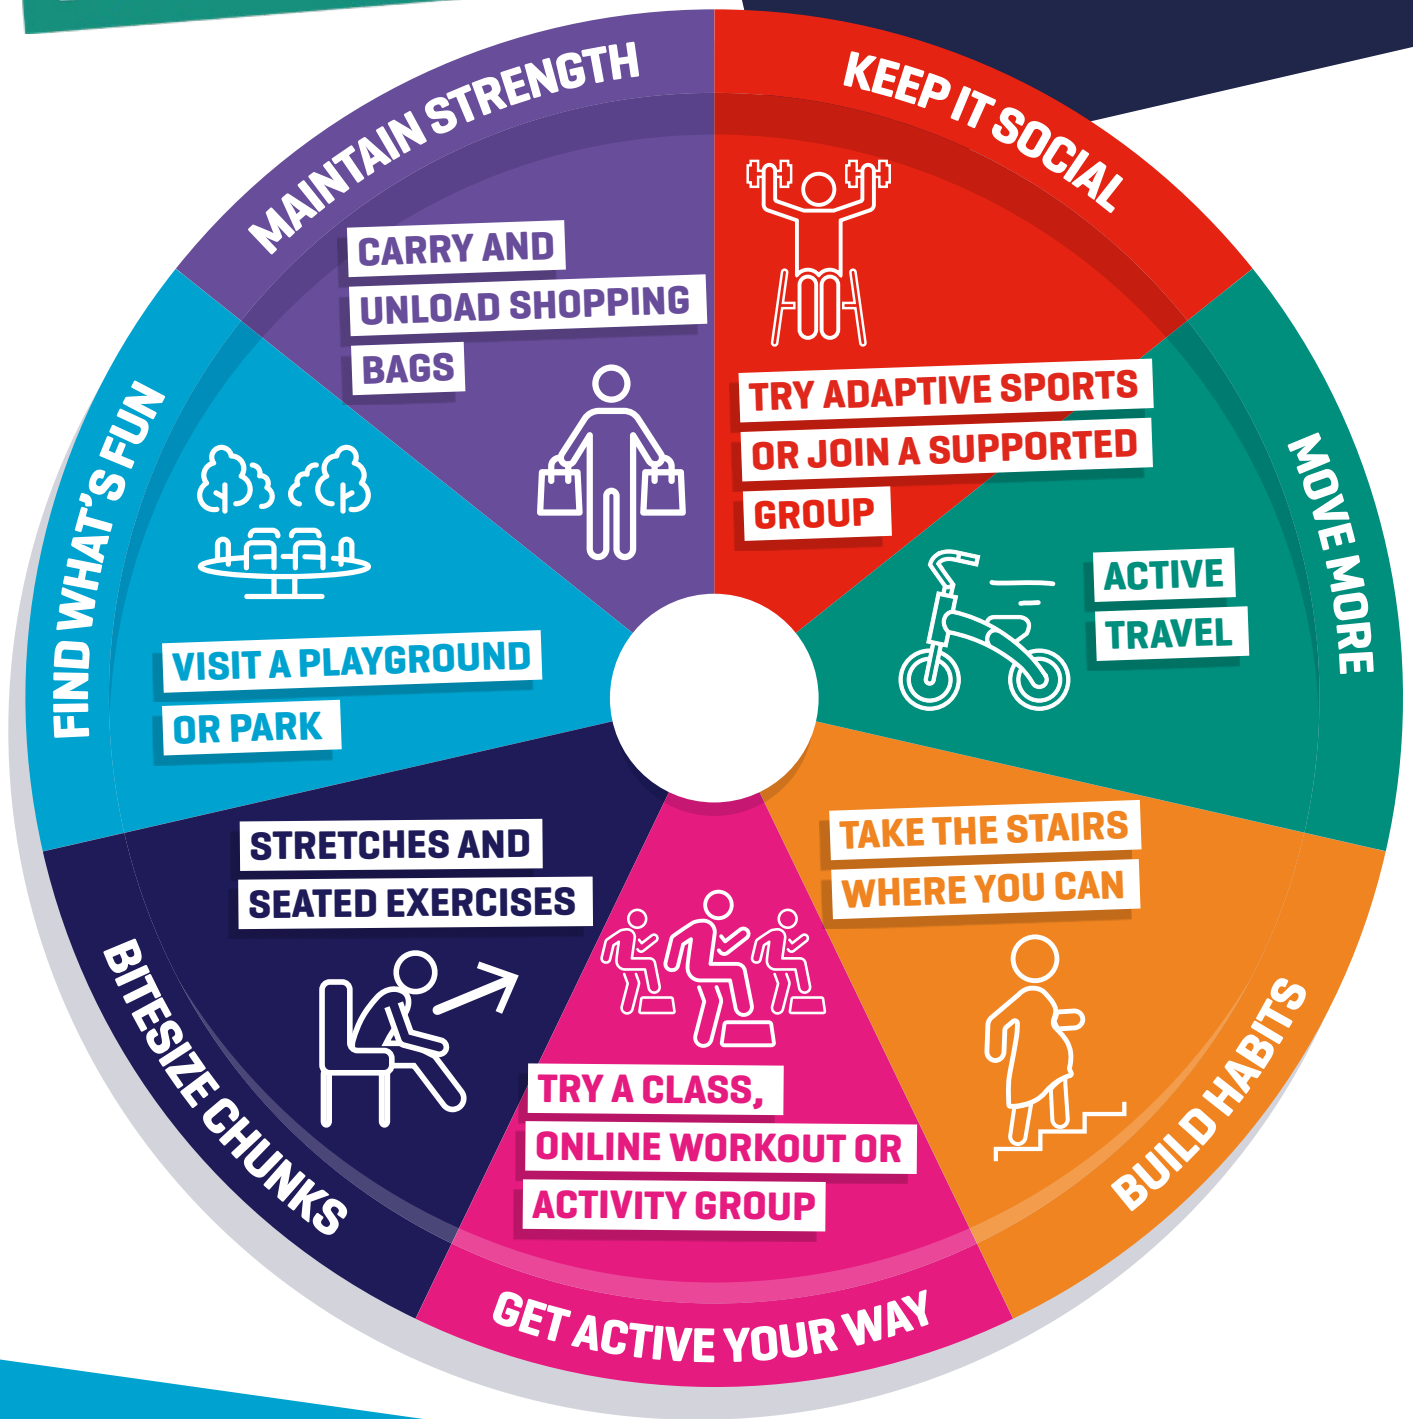 MAINTAIN STRENGTH
CARRY AND
UNLOAD SHOPPING
BAGS
KEEP IT SOCIAL
TRY ADAPTIVE SPORTS
OR JOIN A SUPPORTED
GROUP
MOVE MORE
ACTIVE
TRAVEL
BUILD HABITS
TAKE THE STAIRS
WHERE YOU CAN
GET ACTIVE YOUR WAY
TRY A CLASS,
ONLINE WORKOUT OR
ACTIVITY GROUP
BITESIZE CHUNKS
STRETCHES AND
SEATED EXERCISES
FIND WHAT'S FUN
VISIT A PLAYGROUND
OR PARK